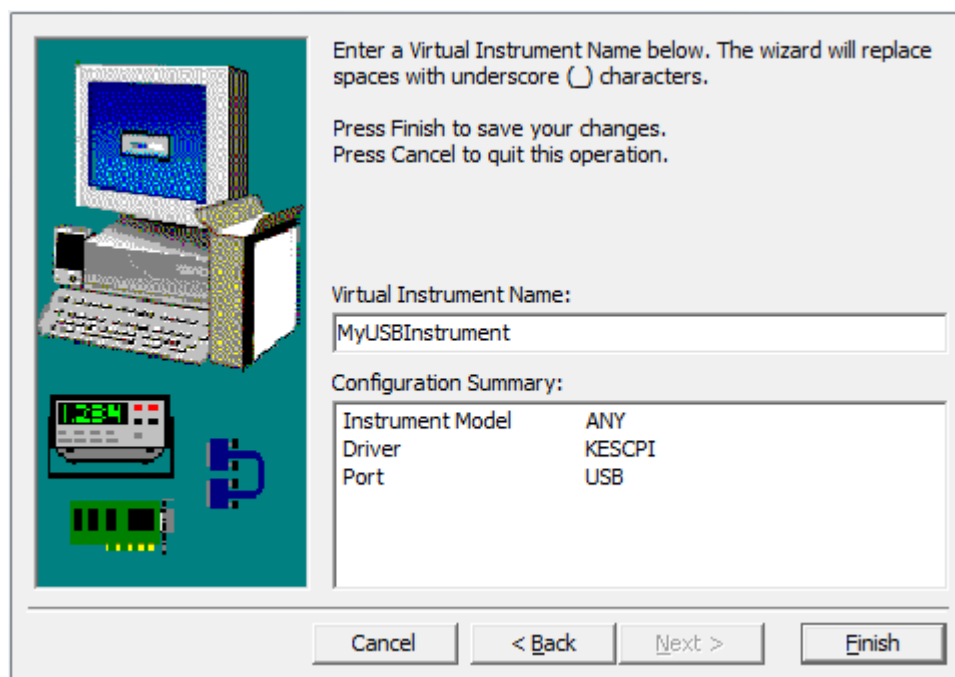 Enter a Virtual Instrument Name below. The wizard will replace
spaces with underscore (_) characters.
Press Finish to save your changes.
Press Cancel to quit this operation.
Virtual Instrument Name:
MyUSBInstrument
Configuration Summary:
Instrument Model ANY
Driver KESCPI
Port USB
1.234
Cancel < Back Next > Finish